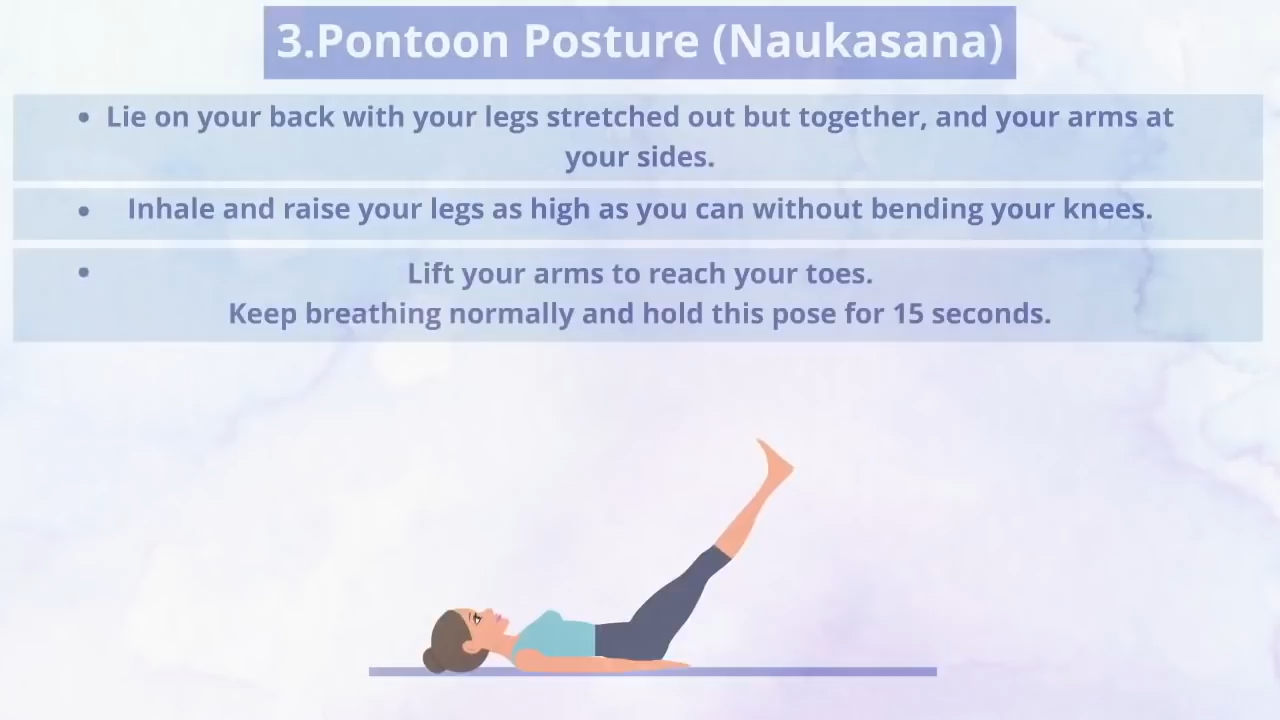 3.Pontoon Posture (Naukasana)
• Lie on your back with your legs stretched out but together, and your arms at
your sides.
• Inhale and raise your legs as high as you can without bending your knees.
• Lift your arms to reach your toes.
Keep breathing normally and hold this pose for 15 seconds.